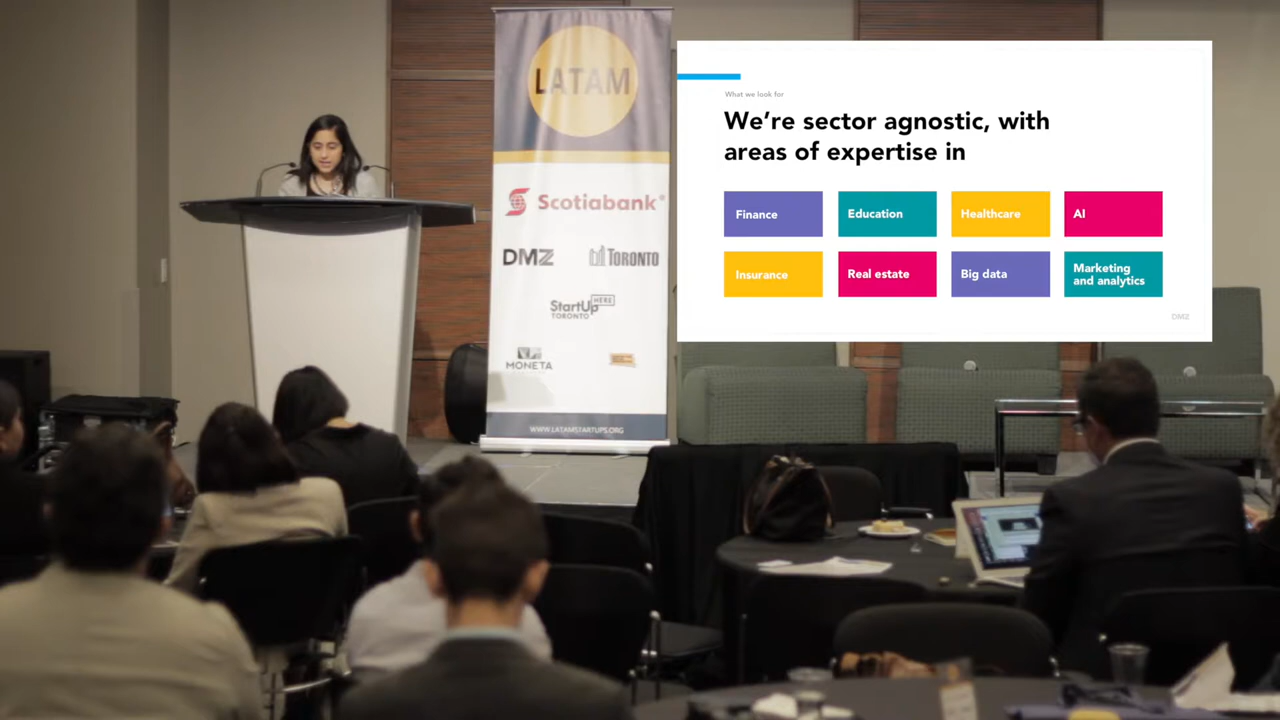 LATAM
Scotiabank
DMZ
TORONTO
StartUp HERE
TORONTO
MONETA
WWW.LATAMSTARTUPS.ORG
What we look for
We're sector agnostic, with
areas of expertise in
Finance
Education
Healthcare
AI
Insurance
Real estate
Big data
Marketing
and analytics
DMZ